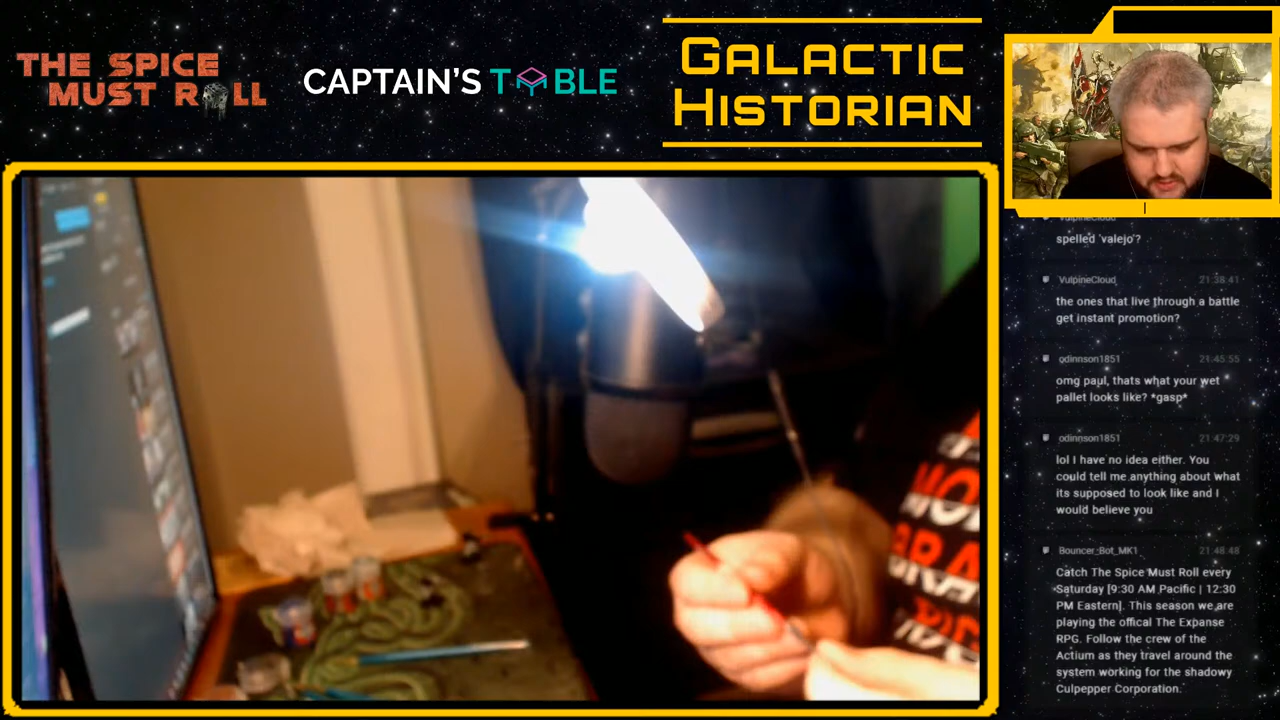 THE SPICE
MUST ROLL
CAPTAIN'S TABLE
GALACTIC
HISTORIAN
VulpineCloud
spelled 'valejo'?
VulpineCloud 21:38:41
the ones that live through a battle
get instant promotion?
odinnson1851 21:45:55
omg paul, thats what your wet
pallet looks like? *gasp*
odinnson1851 21:47:29
lol I have no idea either. You
could tell me anything about what
its supposed to look like and I
would believe you
Bouncer_Bot_MK1 21:48:48
Catch The Spice Must Roll every
Saturday [9:30 AM Pacific | 12:30
PM Eastern]. This season we are
playing the offical The Expanse
RPG. Follow the crew of the
Actium as they travel around the
system working for the shadowy
Culpepper Corporation.